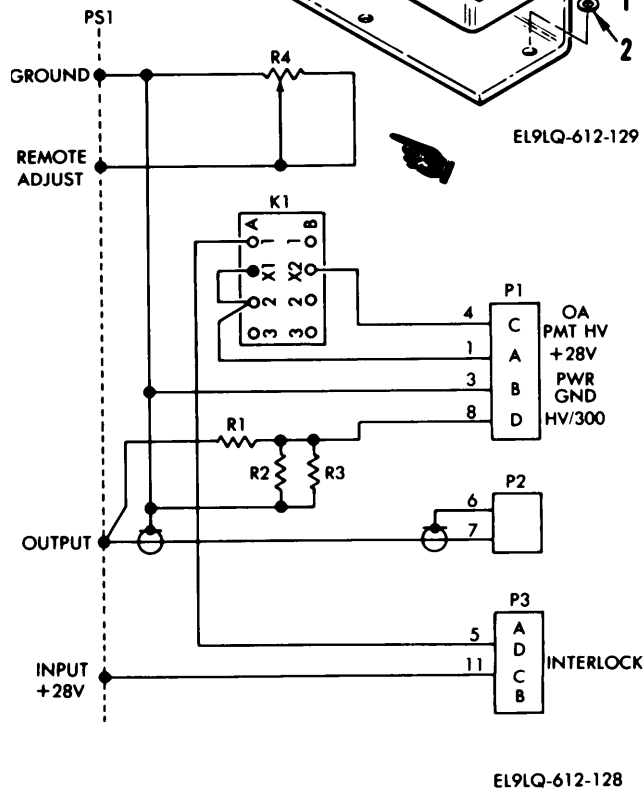 1
PS1
2
R4
GROUND
EL9LQ-612-129
REMOTE
ADJUST
K1
A B
1 1
X1 X2
2 2
3 3
P1
4 C OA
PMT HV
1 A +28V
3 B PWR
GND
8 D HV/300
R1
R2 R3
P2
6
OUTPUT 7
P3
A
5 D
INTERLOCK
INPUT
+28V
11 C
B
EL9LQ-612-128